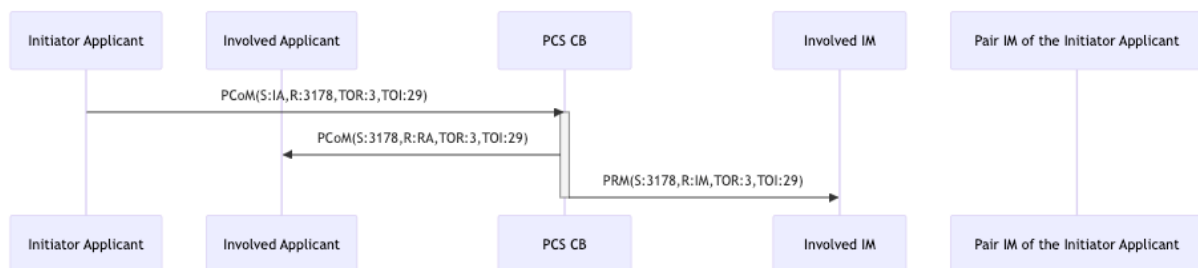 Initiator Applicant
Involved Applicant
PCS CB
Involved IM
Pair IM of the Initiator Applicant
PCoM(S:IA,R:3178,TOR:3,TOI:29)
PCoM(S:3178,R:RA,TOR:3,TOI:29)
PRM(S:3178,R:IM,TOR:3,TOI:29)
Initiator Applicant
Involved Applicant
PCS CB
Involved IM
Pair IM of the Initiator Applicant